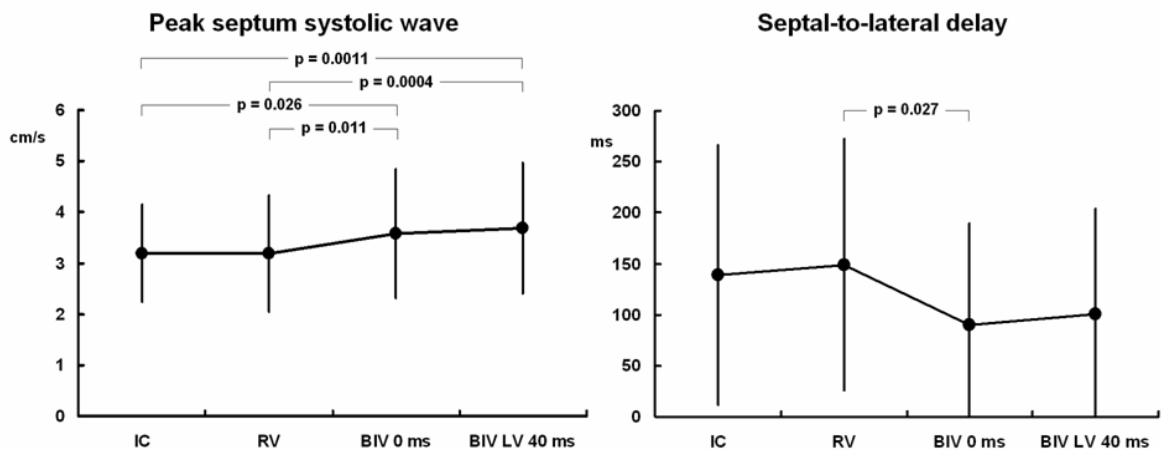 Peak septum systolic wave
p = 0.0011
p = 0.0004
p = 0.026
p = 0.011
cm/s
6
5
4
3
2
1
0
IC RV BIV 0 ms BIV LV 40 ms
Septal-to-lateral delay
p = 0.027
ms
300
250
200
150
100
50
0
IC RV BIV 0 ms BIV LV 40 ms